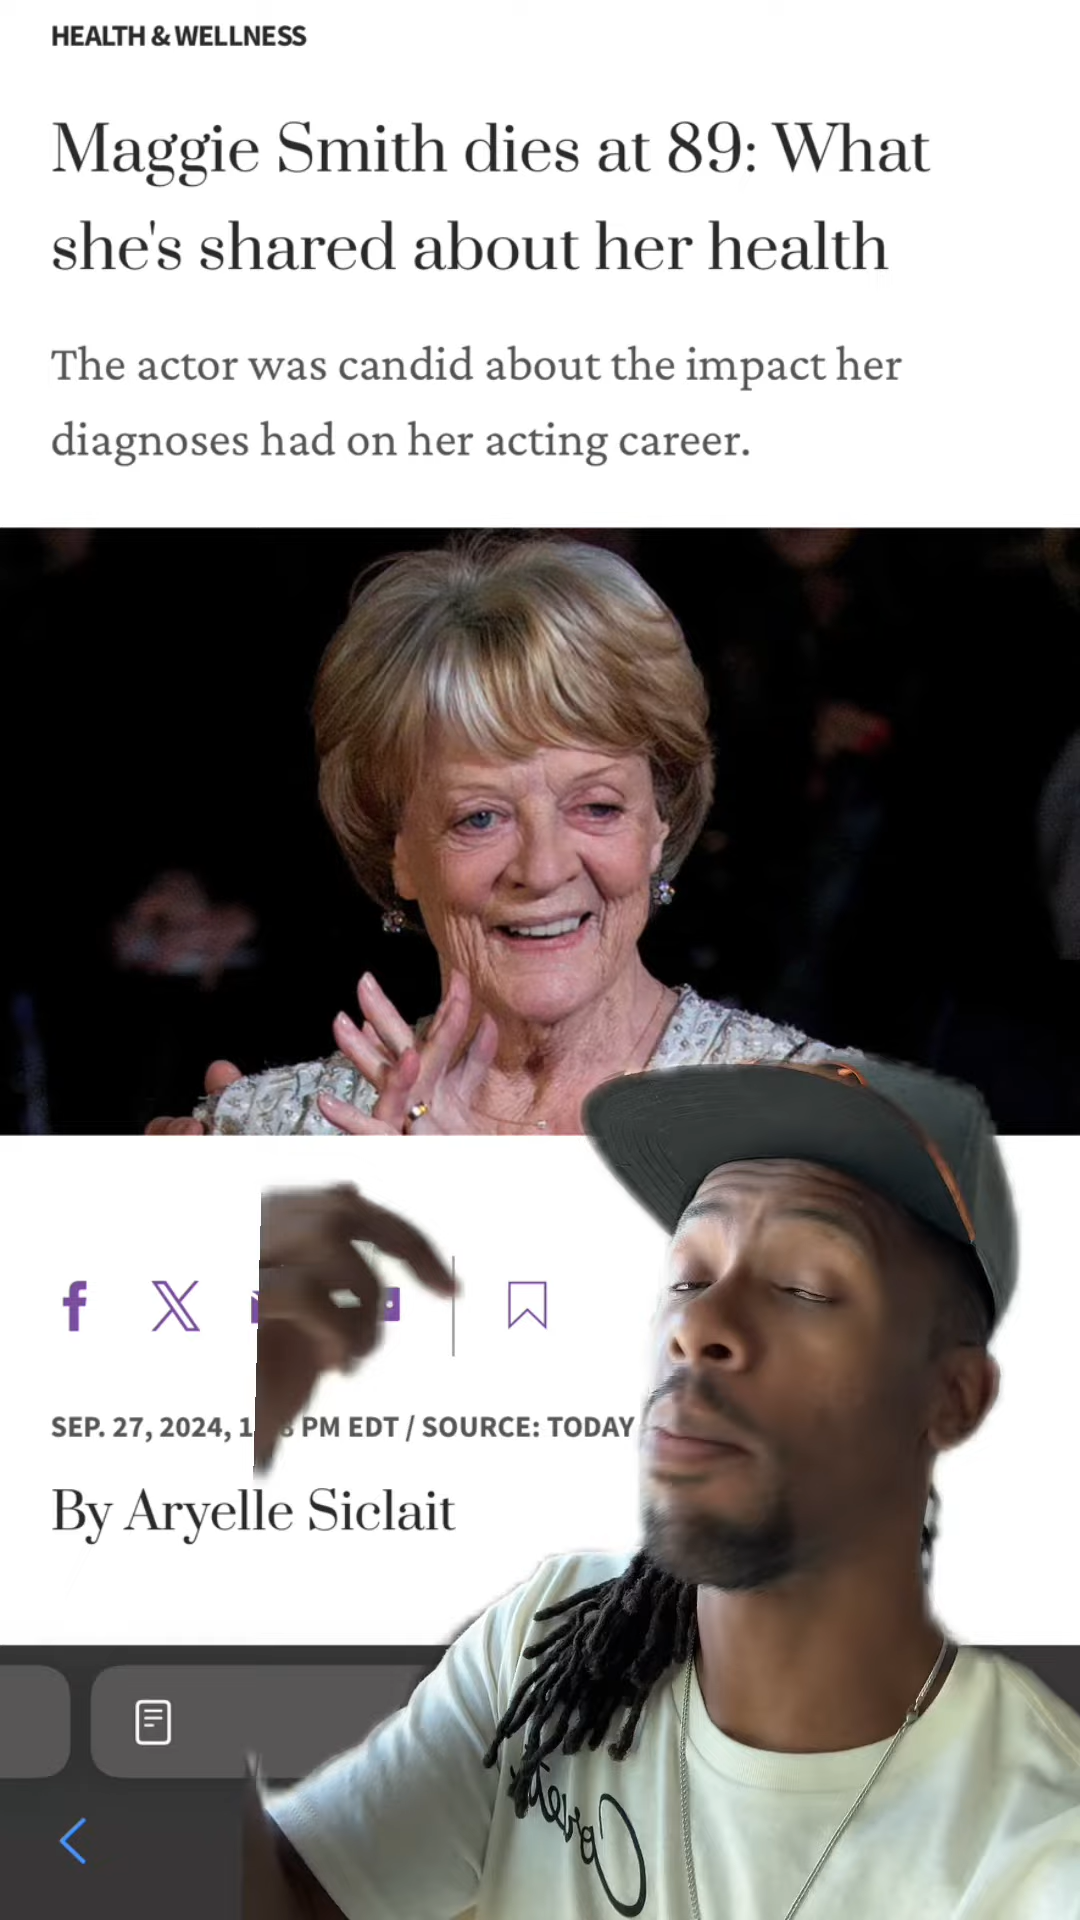 HEALTH & WELLNESS
Maggie Smith dies at 89: What
she's shared about her health
The actor was candid about the impact her
diagnoses had on her acting career.
SEP. 27, 2024, PM EDT / SOURCE: TODAY
By Aryelle Siclait